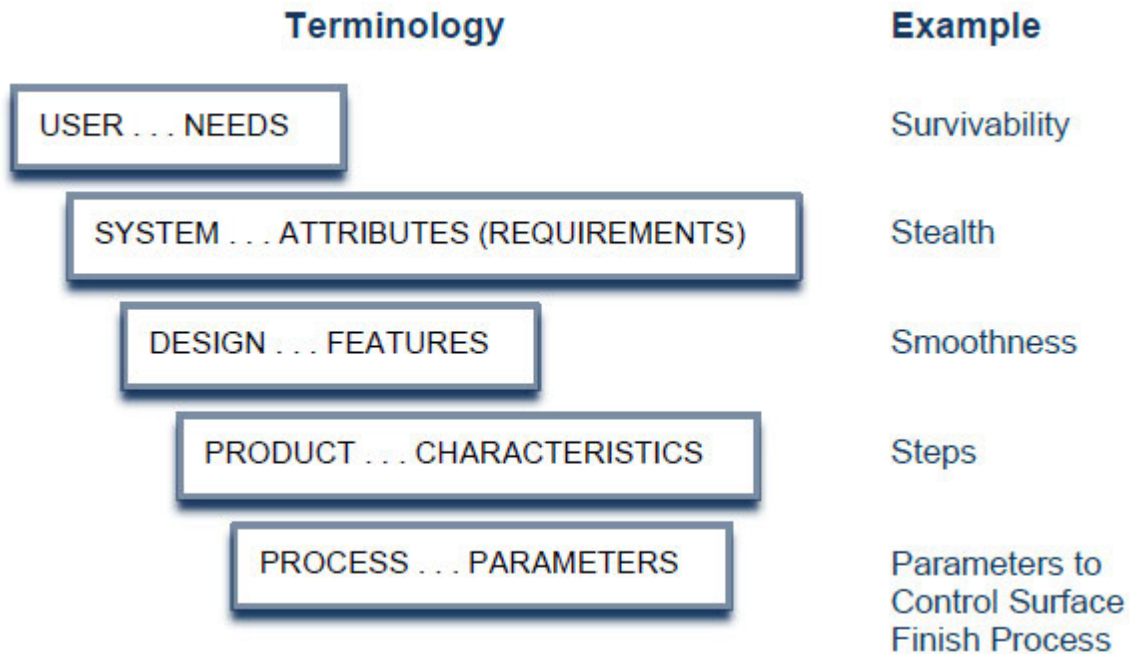 Terminology Example
USER . . . NEEDS Survivability
SYSTEM . . . ATTRIBUTES (REQUIREMENTS) Stealth
DESIGN . . . FEATURES Smoothness
PRODUCT . . . CHARACTERISTICS Steps
PROCESS . . . PARAMETERS Parameters to
Control Surface
Finish Process